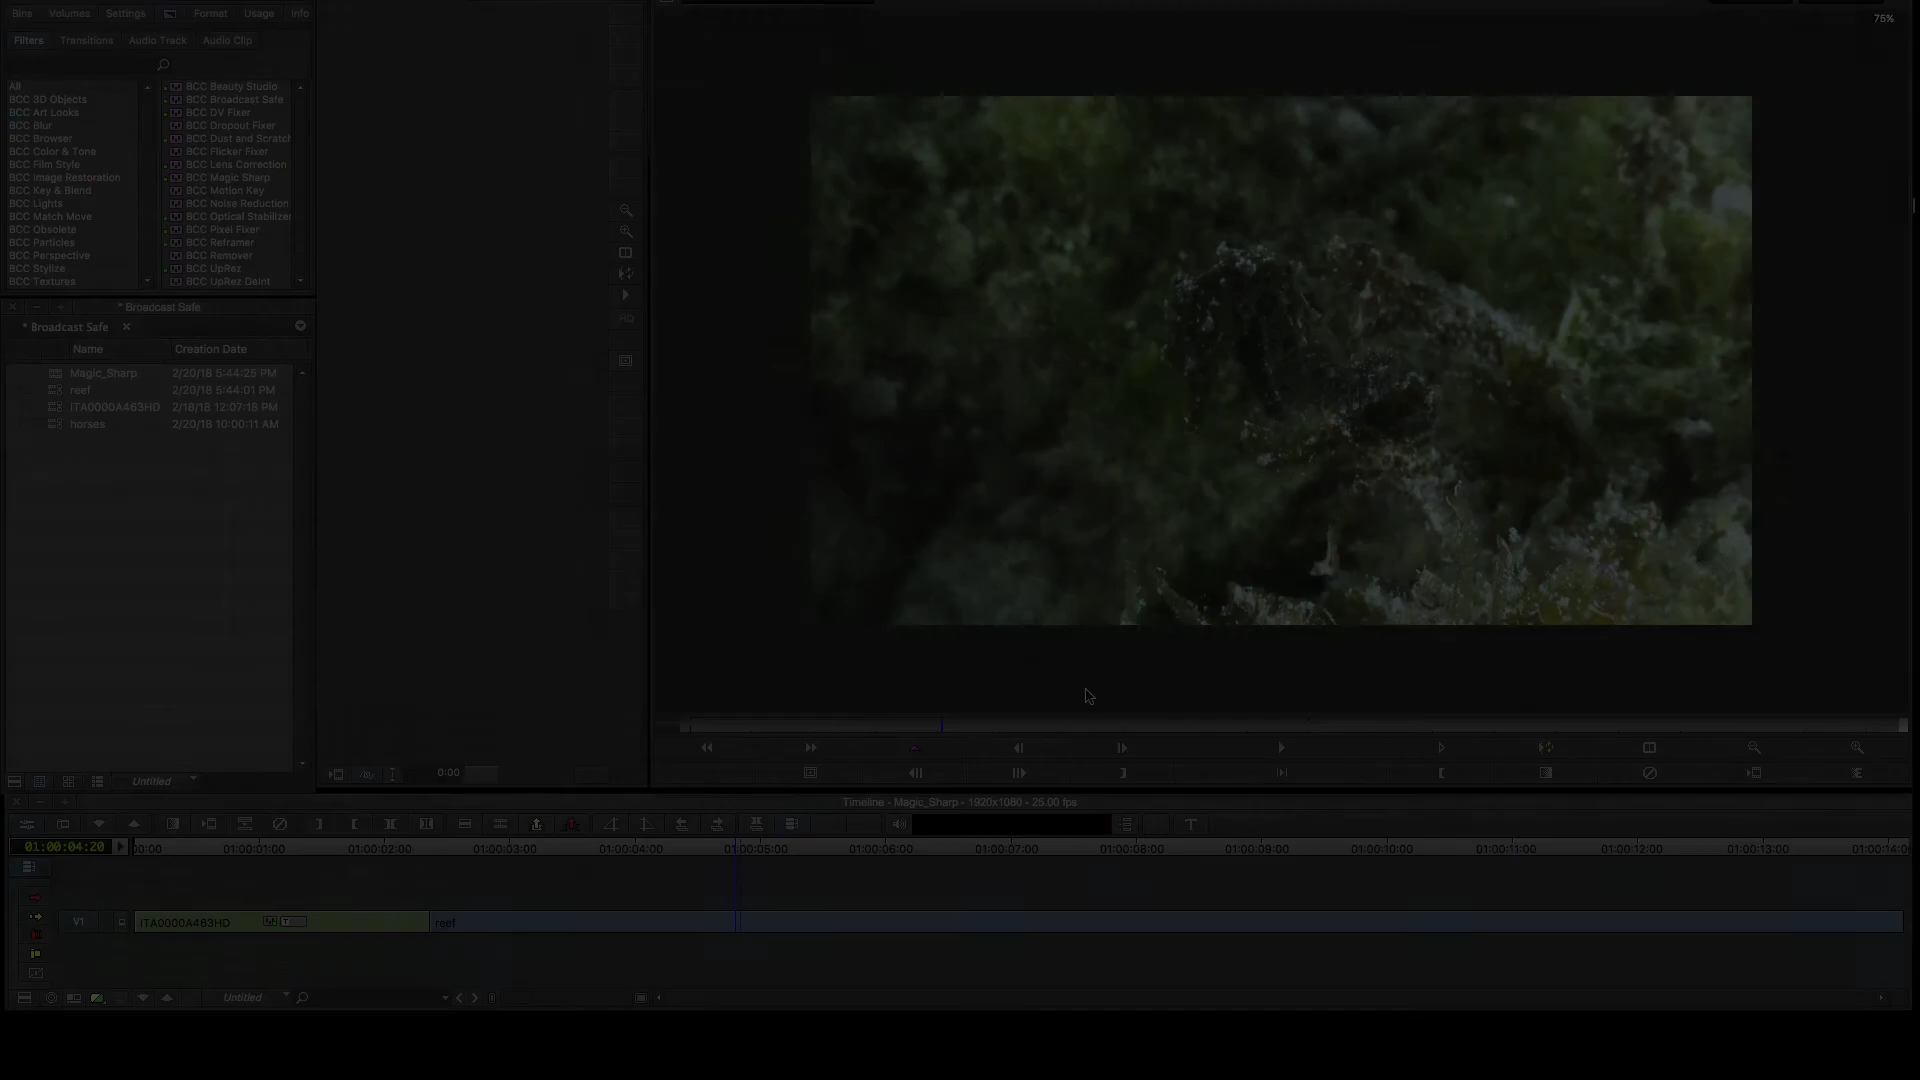 75%
Bins Volumes Settings Format Usage Info
Filters Transitions Audio Track Audio Clip
All
BCC 3D Objects
BCC Art Looks
BCC Blur
BCC Browser
BCC Color & Tone
BCC Film Style
BCC Image Restoration
BCC Key & Blend
BCC Lights
BCC Match Move
BCC Obsolete
BCC Particles
BCC Perspective
BCC Stylize
BCC Textures
BCC Beauty Studio
BCC Broadcast Safe
BCC DV Fixer
BCC Dropout Fixer
BCC Dust and Scratch
BCC Flicker Fixer
BCC Lens Correction
BCC Magic Sharp
BCC Motion Key
BCC Noise Reduction
BCC Optical Stabilizer
BCC Pixel Fixer
BCC Reframer
BCC Remover
BCC UpRez
BCC UpRez Deint
* Broadcast Safe
* Broadcast Safe
Name Creation Date
Magic_Sharp 2/20/18 5:44:25 PM
reef 2/20/18 5:44:01 PM
ITA0000A463HD 2/18/18 12:07:18 PM
horses 2/20/18 10:00:11 AM
HQ
Untitled
0:00
Timeline - Magic_Sharp - 1920x1080 - 25.00 fps
01:00:04:20 00:00 01:00:01:00 01:00:02:00 01:00:03:00 01:00:04:00 01:00:05:00 01:00:06:00 01:00:07:00 01:00:08:00 01:00:09:00 01:00:10:00 01:00:11:00 01:00:12:00 01:00:13:00 01:00:14:00
V1 ITA0000A463HD reef
Untitled